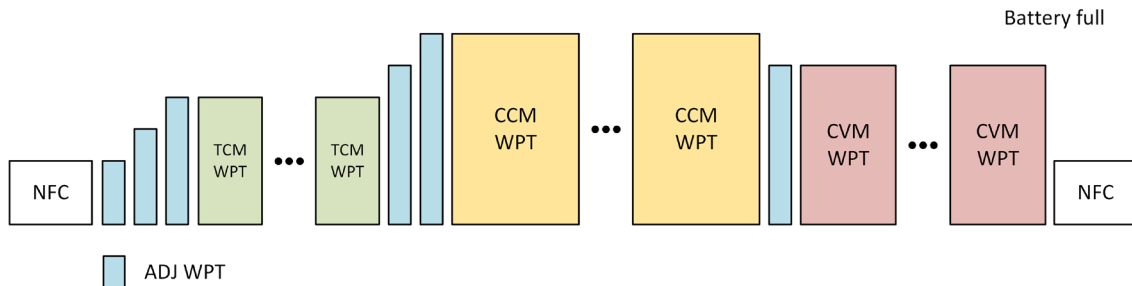 Battery full
NFC
TCM
WPT
•••
TCM
WPT
CCM
WPT
•••
CCM
WPT
CVM
WPT
•••
CVM
WPT
NFC
ADJ WPT